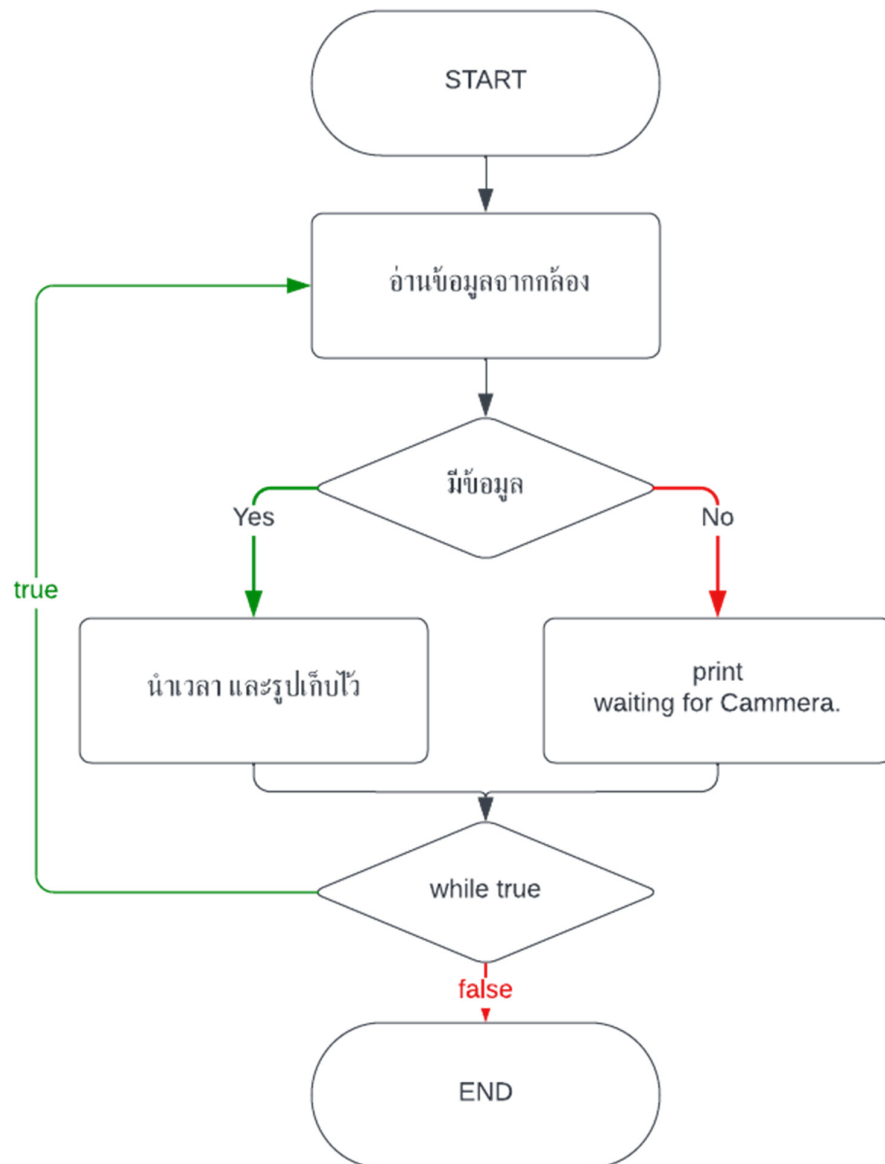 START
อ่านข้อมูลจากกล้อง
มีข้อมูล
Yes
No
true
นำเวลา และรูปเก็บไว้
print
waiting for Cammera.
while true
false
END